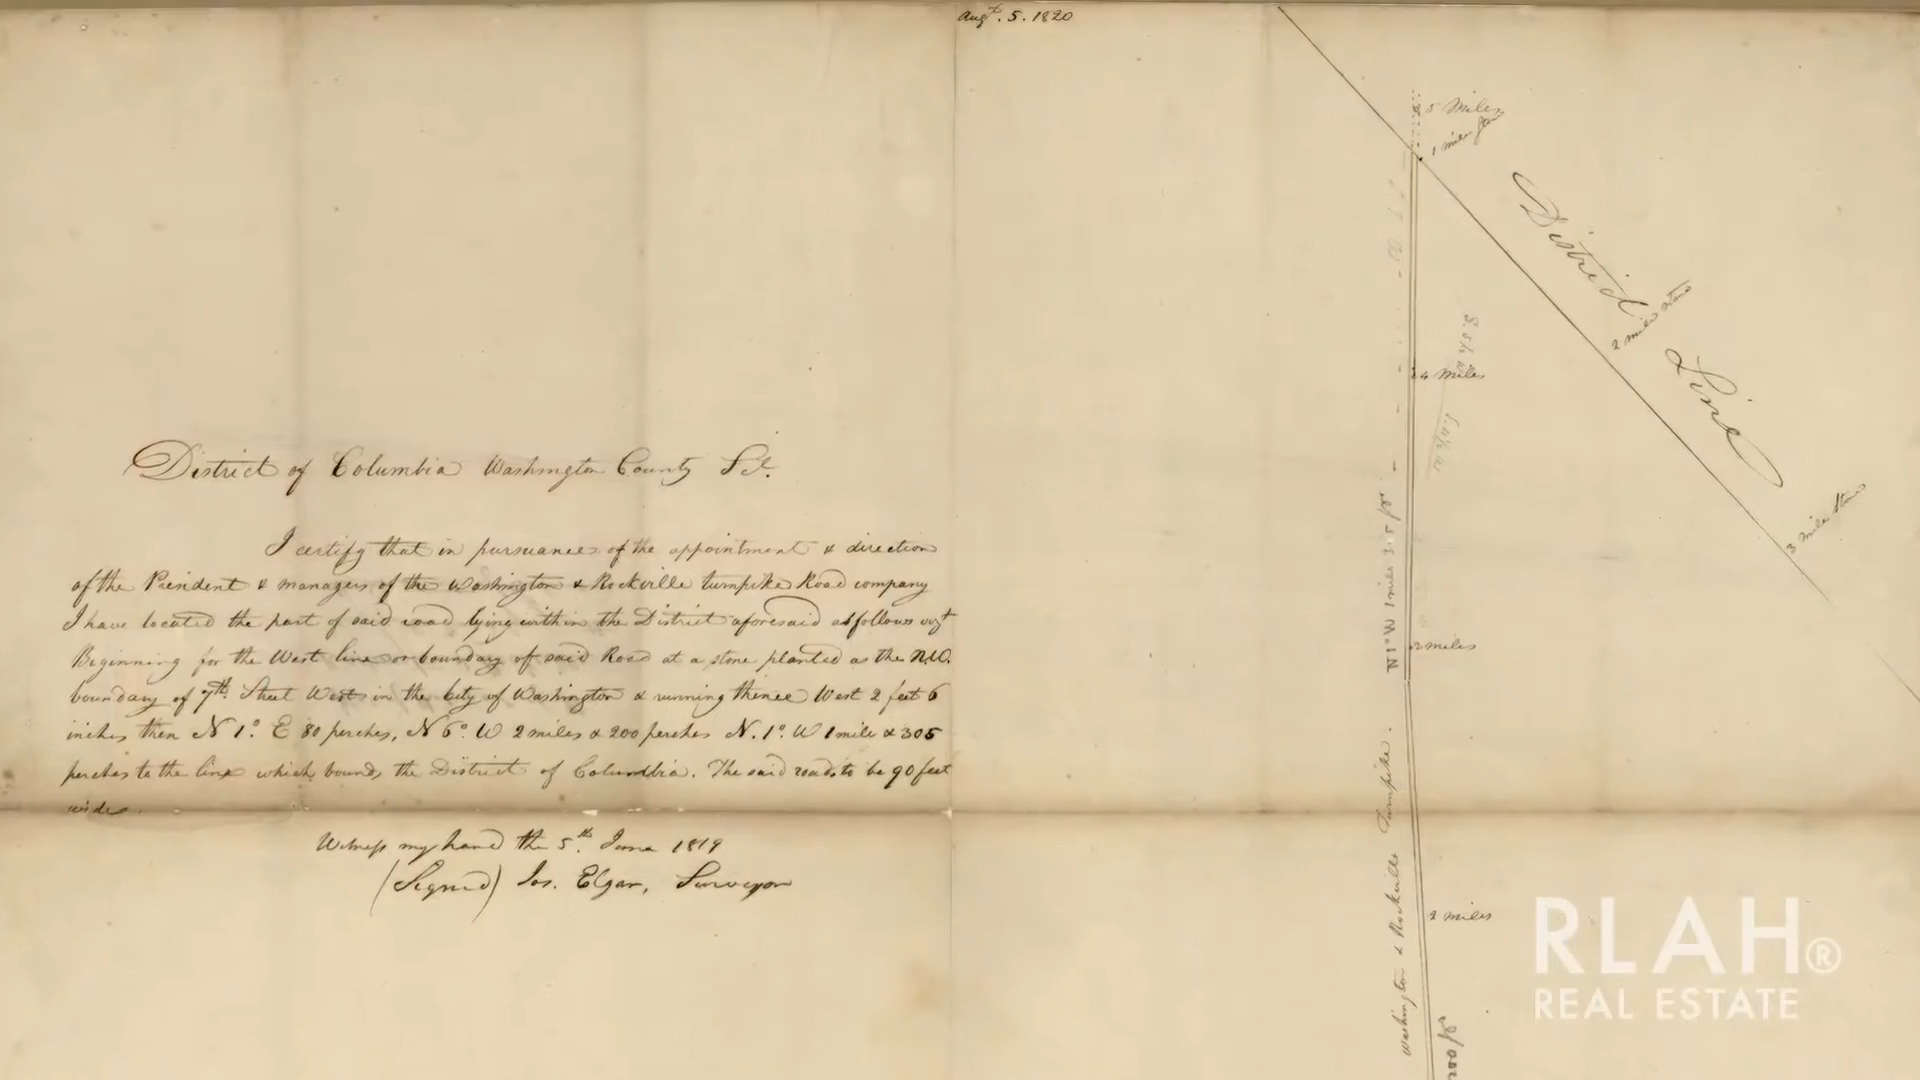 Augt. 5. 1820
District of Columbia Washington County
I certify that in pursuance of the appointment & direction
of the President & managers of the Washington & Rockville turnpike Road company
I have located the part of said road lying within the District aforesaid as follows vizt
Beginning for the West line or boundary of said Road at a stone planted as the N.W.
boundary of 7th Street West in the City of Washington & running thence West 2 feet 6
inches then N 1° E 80 perches, N 6° W 2 miles & 200 perches N. 1° W 1 mile & 305
perches to the line which bounds the District of Columbia. The said road to be 90 feet
wide.
Witness my hand the 5th June 1819
(Signed) Jos. Elgar, Surveyor
5 Miles
1 mile stone
District Line
2 mile stone
3 mile stone
4 miles
N 1° W 1 mile 305 ps
miles
2 miles
Washington & Rockville Turnpike.
200 ps
RLAH®
REAL ESTATE